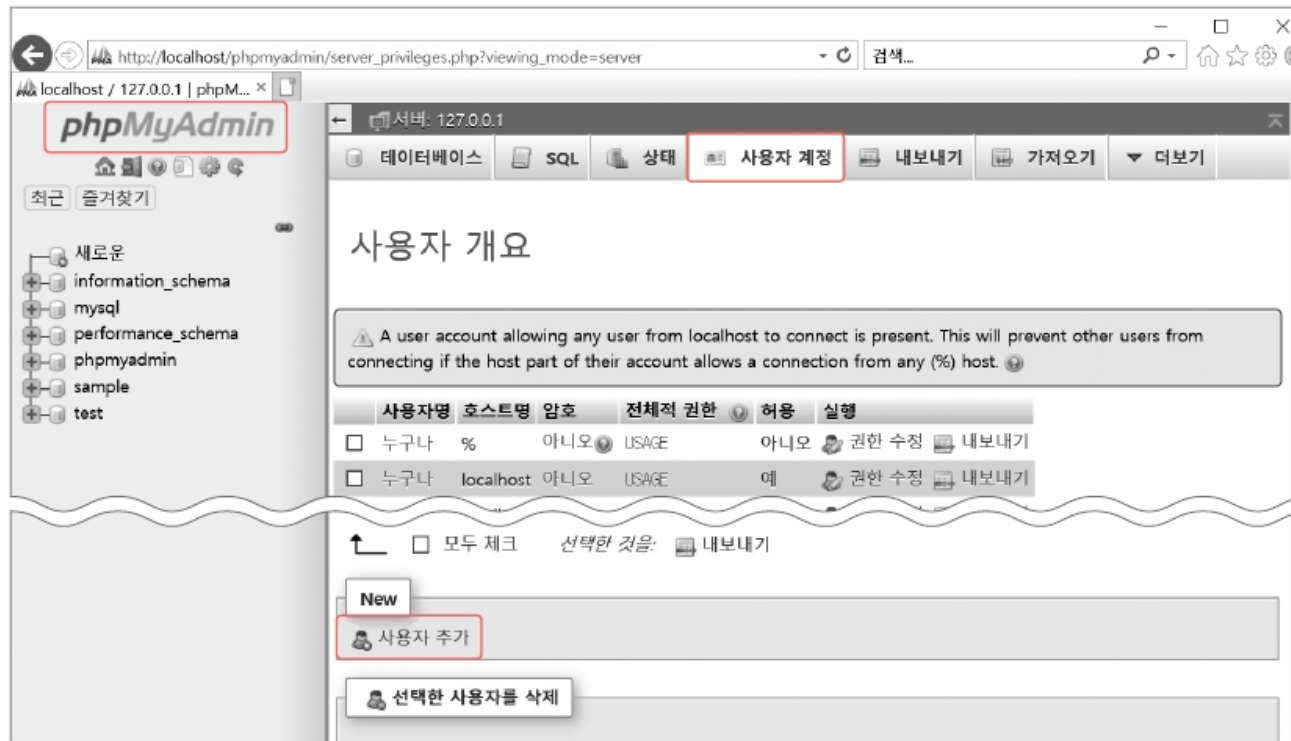 http://localhost/phpmyadmin/server_privileges.php?viewing_mode=server 검색...
localhost / 127.0.0.1 | phpM... ×
phpMyAdmin
서버: 127.0.0.1
데이터베이스 SQL 상태 사용자 계정 내보내기 가져오기 더보기
최근 즐겨찾기
새로운
information_schema
mysql
performance_schema
phpmyadmin
sample
test
사용자 개요
A user account allowing any user from localhost to connect is present. This will prevent other users from
connecting if the host part of their account allows a connection from any (%) host.
사용자명 호스트명 암호 전체적 권한 허용 실행
누구나 % 아니오 USAGE 아니오 권한 수정 내보내기
누구나 localhost 아니오 USAGE 예 권한 수정 내보내기
모두 체크 선택한 것을: 내보내기
New
사용자 추가
선택한 사용자를 삭제